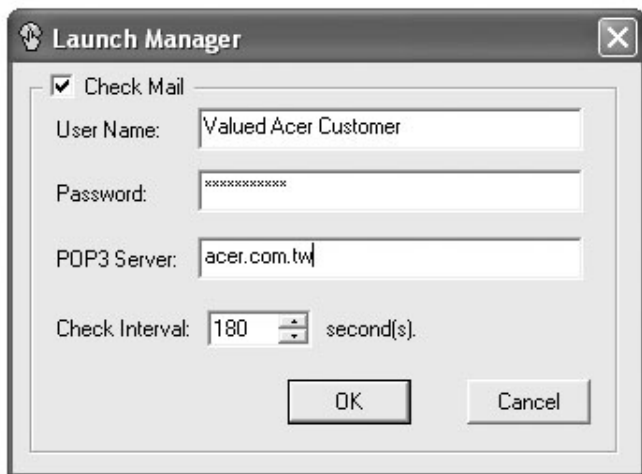 Launch Manager
Check Mail
User Name: Valued Acer Customer
Password: ***********
POP3 Server: acer.com.tw
Check Interval: 180 second(s).
OK Cancel